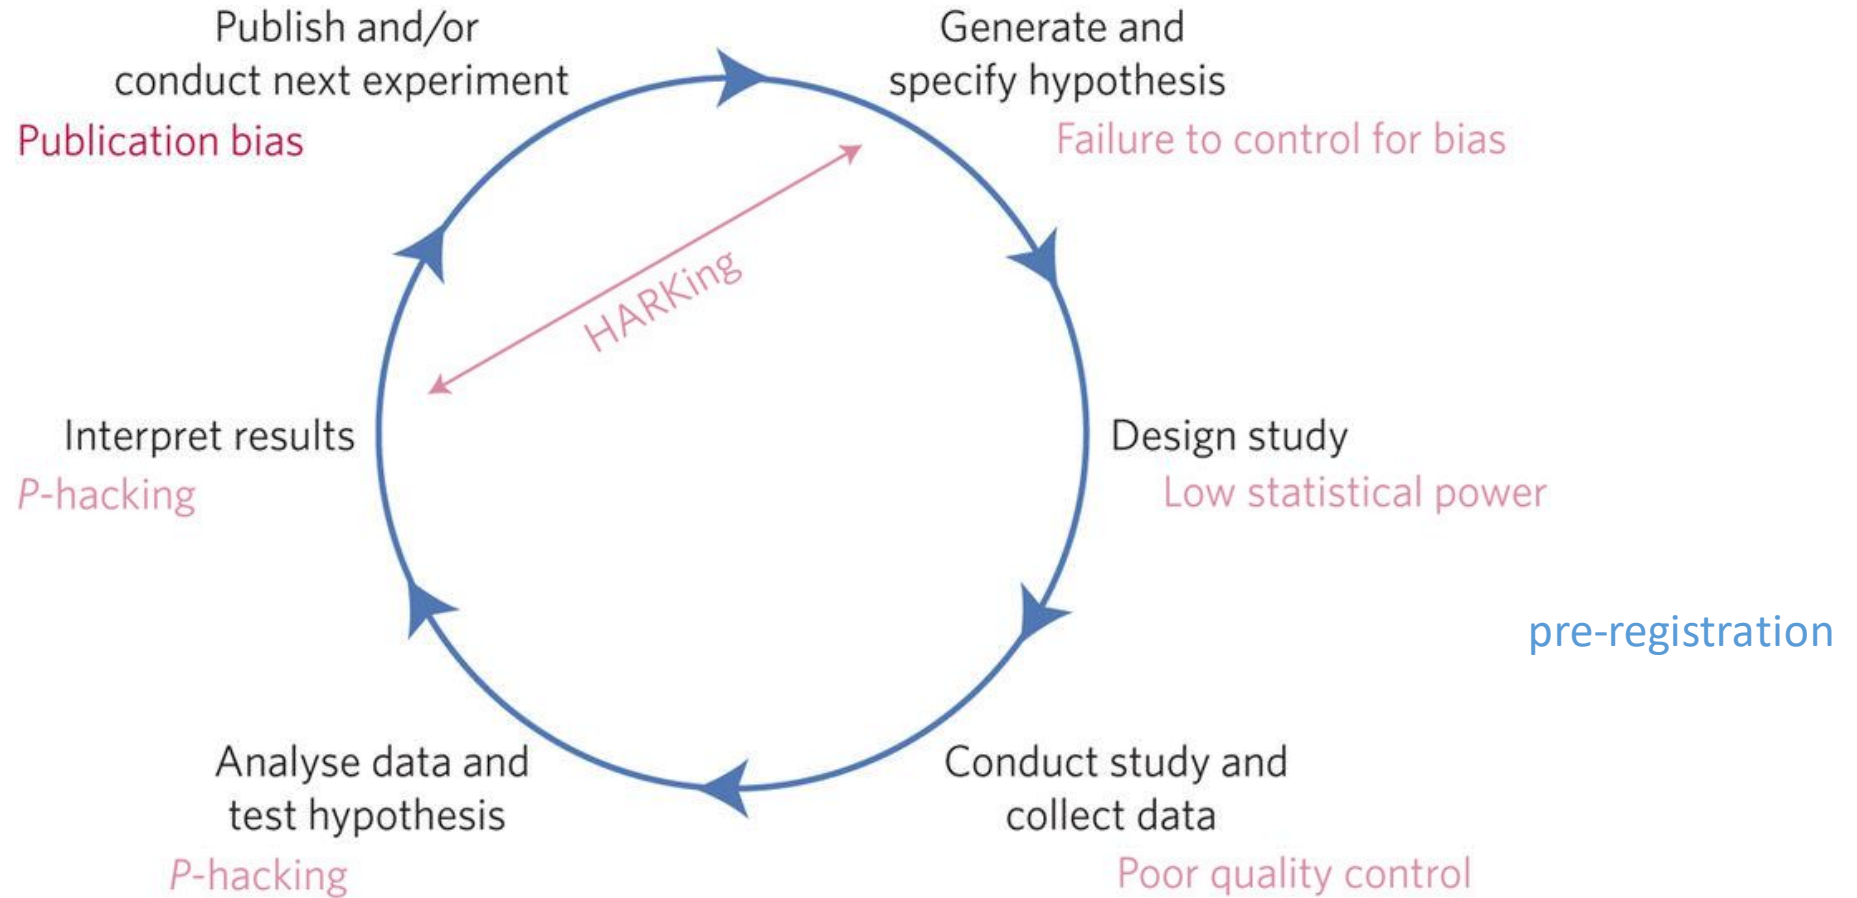 Publish and/or
conduct next experiment
Publication bias
Generate and
specify hypothesis
Failure to control for bias
HARKing
Interpret results
P-hacking
Design study
Low statistical power
pre-registration
Analyse data and
test hypothesis
P-hacking
Conduct study and
collect data
Poor quality control